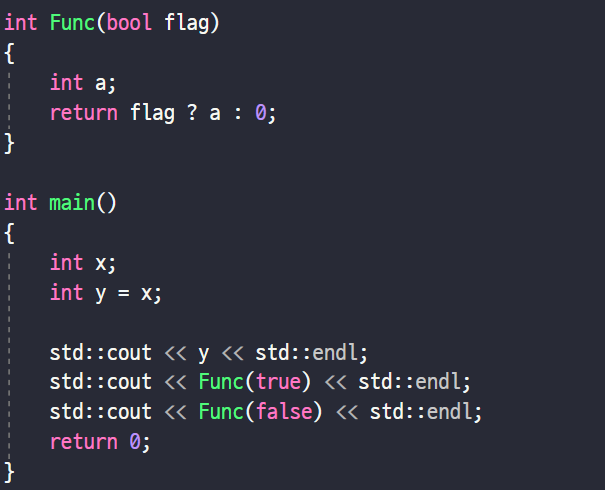 int Func(bool flag)
{
int a;
return flag ? a : 0;
}
int main()
{
int x;
int y = x;
std::cout << y << std::endl;
std::cout << Func(true) << std::endl;
std::cout << Func(false) << std::endl;
return 0;
}